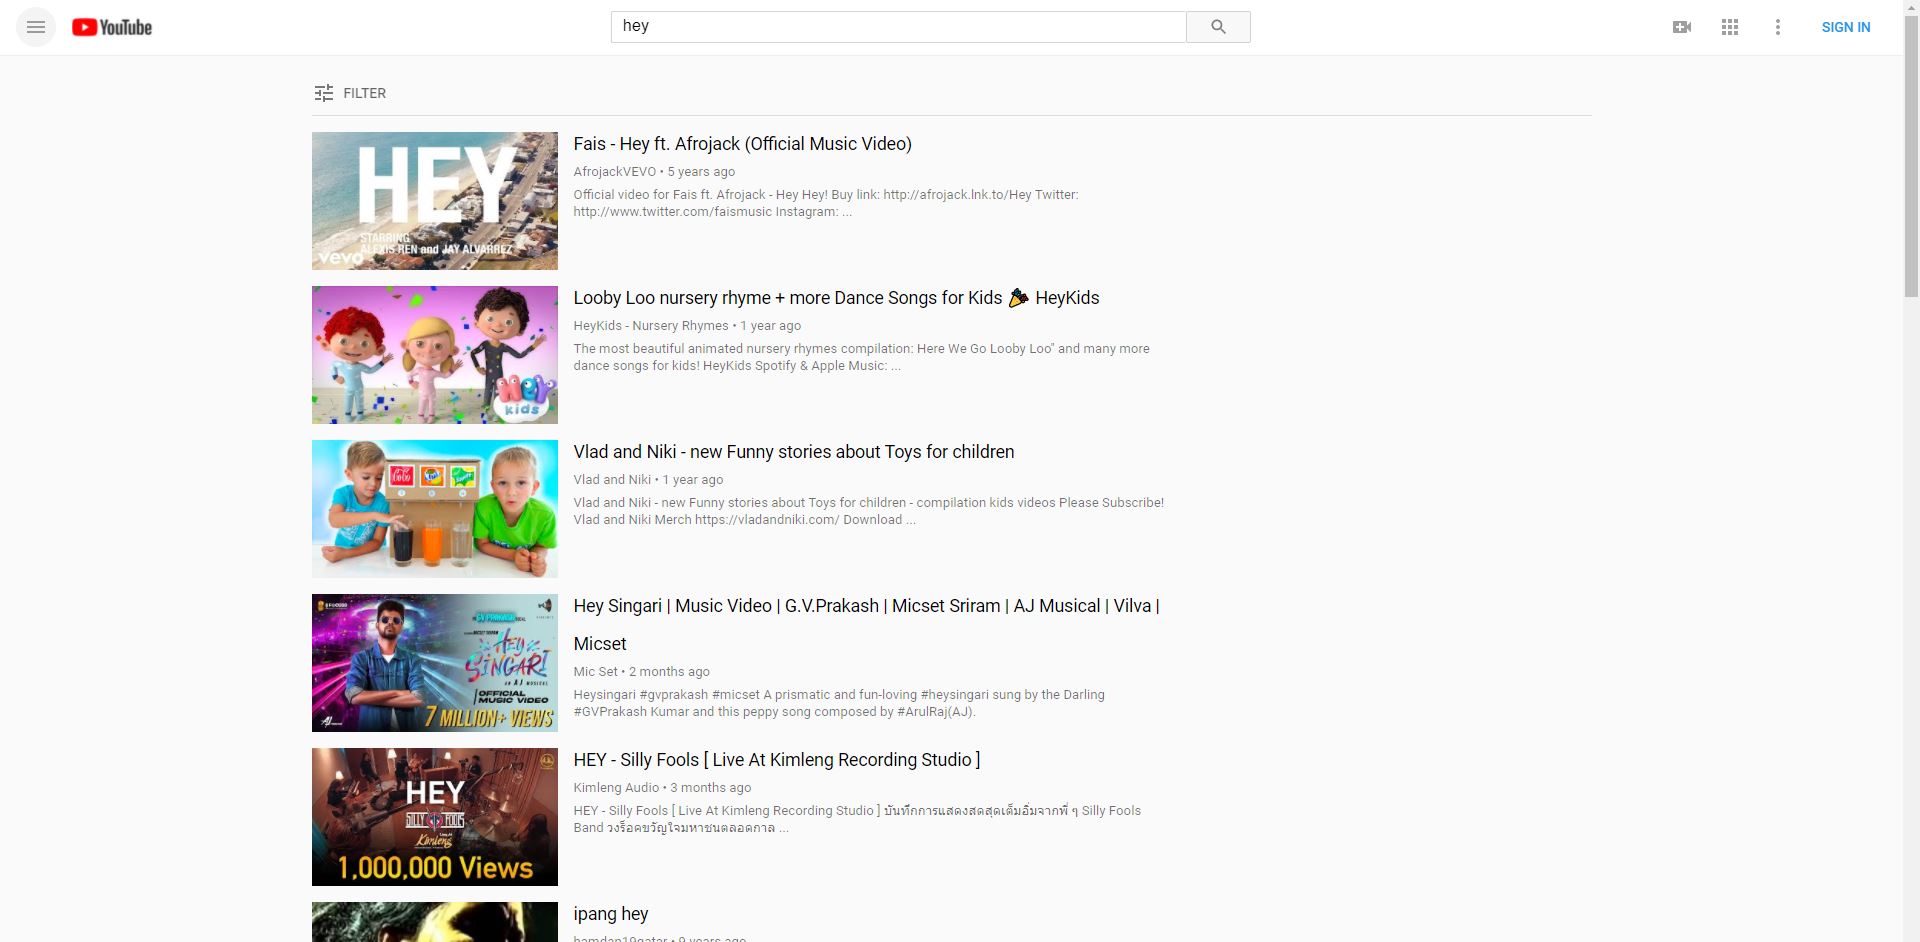 YouTube
hey
SIGN IN
FILTER
HEY
STARRING
ALEXIS REN and JAY ALVARREZ
vevo
Fais - Hey ft. Afrojack (Official Music Video)
AfrojackVEVO • 5 years ago
Official video for Fais ft. Afrojack - Hey Hey! Buy link: http://afrojack.lnk.to/Hey Twitter:
http://www.twitter.com/faismusic Instagram: ...
Hey
kids
Looby Loo nursery rhyme + more Dance Songs for Kids 🎉 HeyKids
HeyKids - Nursery Rhymes • 1 year ago
The most beautiful animated nursery rhymes compilation: Here We Go Looby Loo” and many more
dance songs for kids! HeyKids Spotify & Apple Music: ...
Vlad and Niki - new Funny stories about Toys for children
Vlad and Niki • 1 year ago
Vlad and Niki - new Funny stories about Toys for children - compilation kids videos Please Subscribe!
Vlad and Niki Merch https://vladandniki.com/ Download ...
GV PRAKASH
HEY
SINGARI
AN AJ MUSICAL
OFFICIAL
MUSIC VIDEO
7 MILLION+ VIEWS
Hey Singari | Music Video | G.V.Prakash | Micset Sriram | AJ Musical | Vilva |
Micset
Mic Set • 2 months ago
Heysingari #gvprakash #micset A prismatic and fun-loving #heysingari sung by the Darling
#GVPrakash Kumar and this peppy song composed by #ArulRaj(AJ).
HEY
SILLY FOOLS
Live At
Kimleng
1,000,000 Views
HEY - Silly Fools [ Live At Kimleng Recording Studio ]
Kimleng Audio • 3 months ago
HEY - Silly Fools [ Live At Kimleng Recording Studio ] บันทึกการแสดงสดสุดเต็มอิ่มจากพี่ ๆ Silly Fools
Band วงร็อคขวัญใจมหาชนตลอดกาล ...
ipang hey
hamdan19qatar • 9 years ago